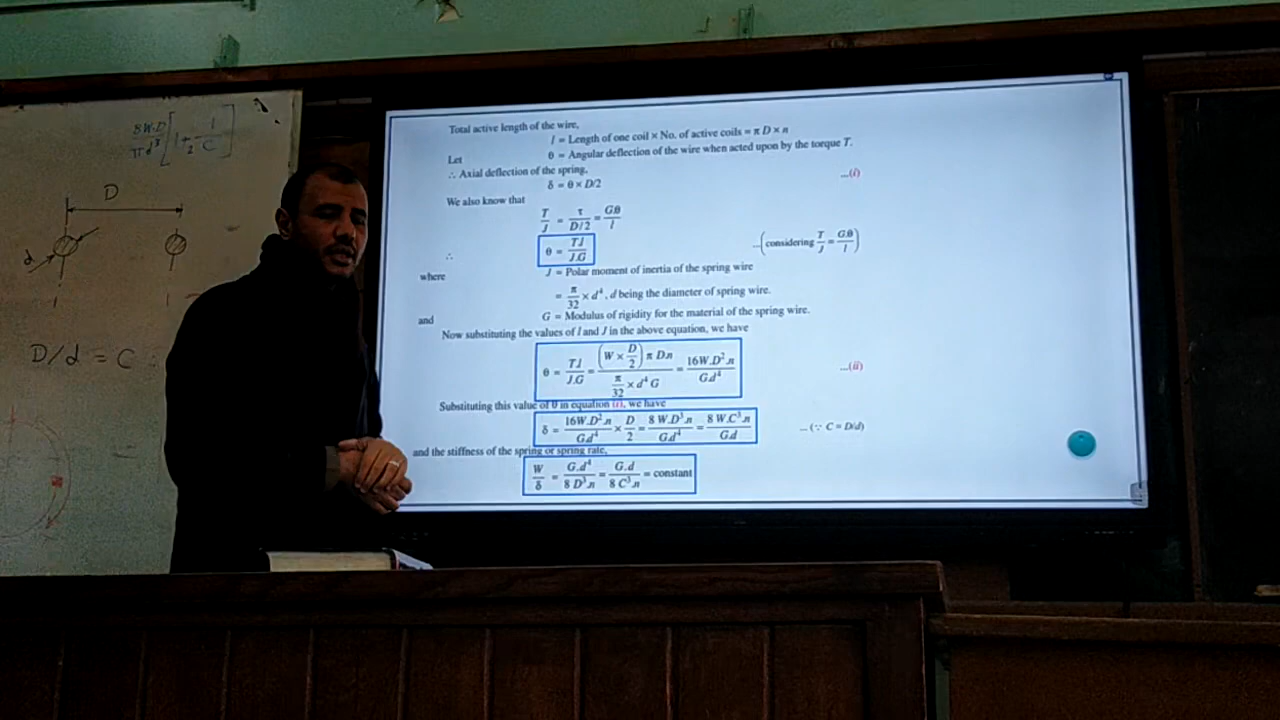 8W.D / πd³ [1 + 1 / 2C]
D
d
D/d = C :
Total active length of the wire,
l = Length of one coil × No. of active coils = π D × n
Let θ = Angular deflection of the wire when acted upon by the torque T.
∴ Axial deflection of the spring,
δ = θ × D/2 ...(i)
We also know that
T/J = τ/(D/2) = Gθ/l
∴ θ = T.l/J.G ...(considering T/J = G.θ/l)
where J = Polar moment of inertia of the spring wire
= π/32 × d⁴, d being the diameter of spring wire.
and G = Modulus of rigidity for the material of the spring wire.
Now substituting the values of l and J in the above equation, we have
θ = T.l/J.G = (W × D/2) π D.n / (π/32 × d⁴ G) = 16W.D².n/G.d⁴ ...(ii)
Substituting this value of θ in equation (i), we have
δ = 16W.D².n/G.d⁴ × D/2 = 8 W.D³.n/G.d⁴ = 8 W.C³.n/G.d ... (∵ C = D/d)
and the stiffness of the spring or spring rate,
W/δ = G.d⁴/8 D³.n = G.d/8 C³.n = constant